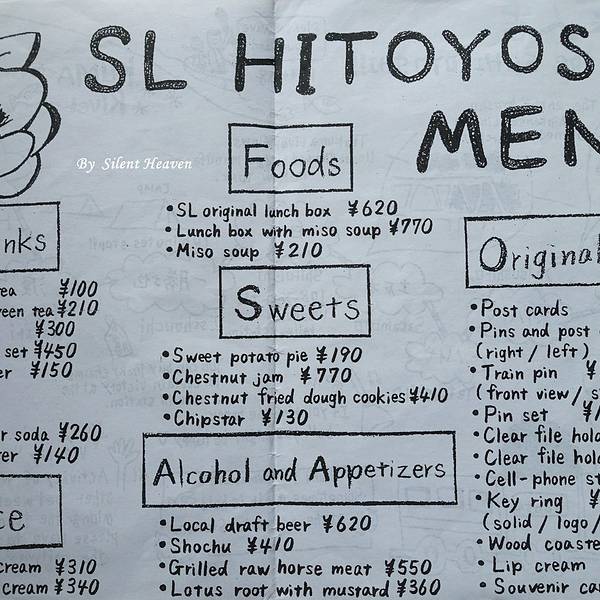 SL HITOYOS
MEN
By Silent Heaven
nks
ea ¥100
een tea ¥210
¥300
set ¥450
er ¥150
r soda ¥260
er ¥140
ce
cream ¥310
cream ¥340
Foods
• SL original lunch box ¥620
• Lunch box with miso soup ¥770
• Miso soup ¥210
Sweets
• Sweet potato pie ¥190
• Chestnut jam ¥770
• Chestnut fried dough cookies ¥410
• Chipstar ¥130
Alcohol and Appetizers
• Local draft beer ¥620
• Shochu ¥410
• Grilled raw horse meat ¥550
• Lotus root with mustard ¥360
Original
• Post cards
• Pins and post
(right / left)
• Train pin ¥
(front view / s
• Pin set ¥1
• Clear file hold
• Clear file hold
• Cell-phone st
• Key ring ¥
(solid / logo /
• Wood coaste
• Lip cream
• Souvenir ca